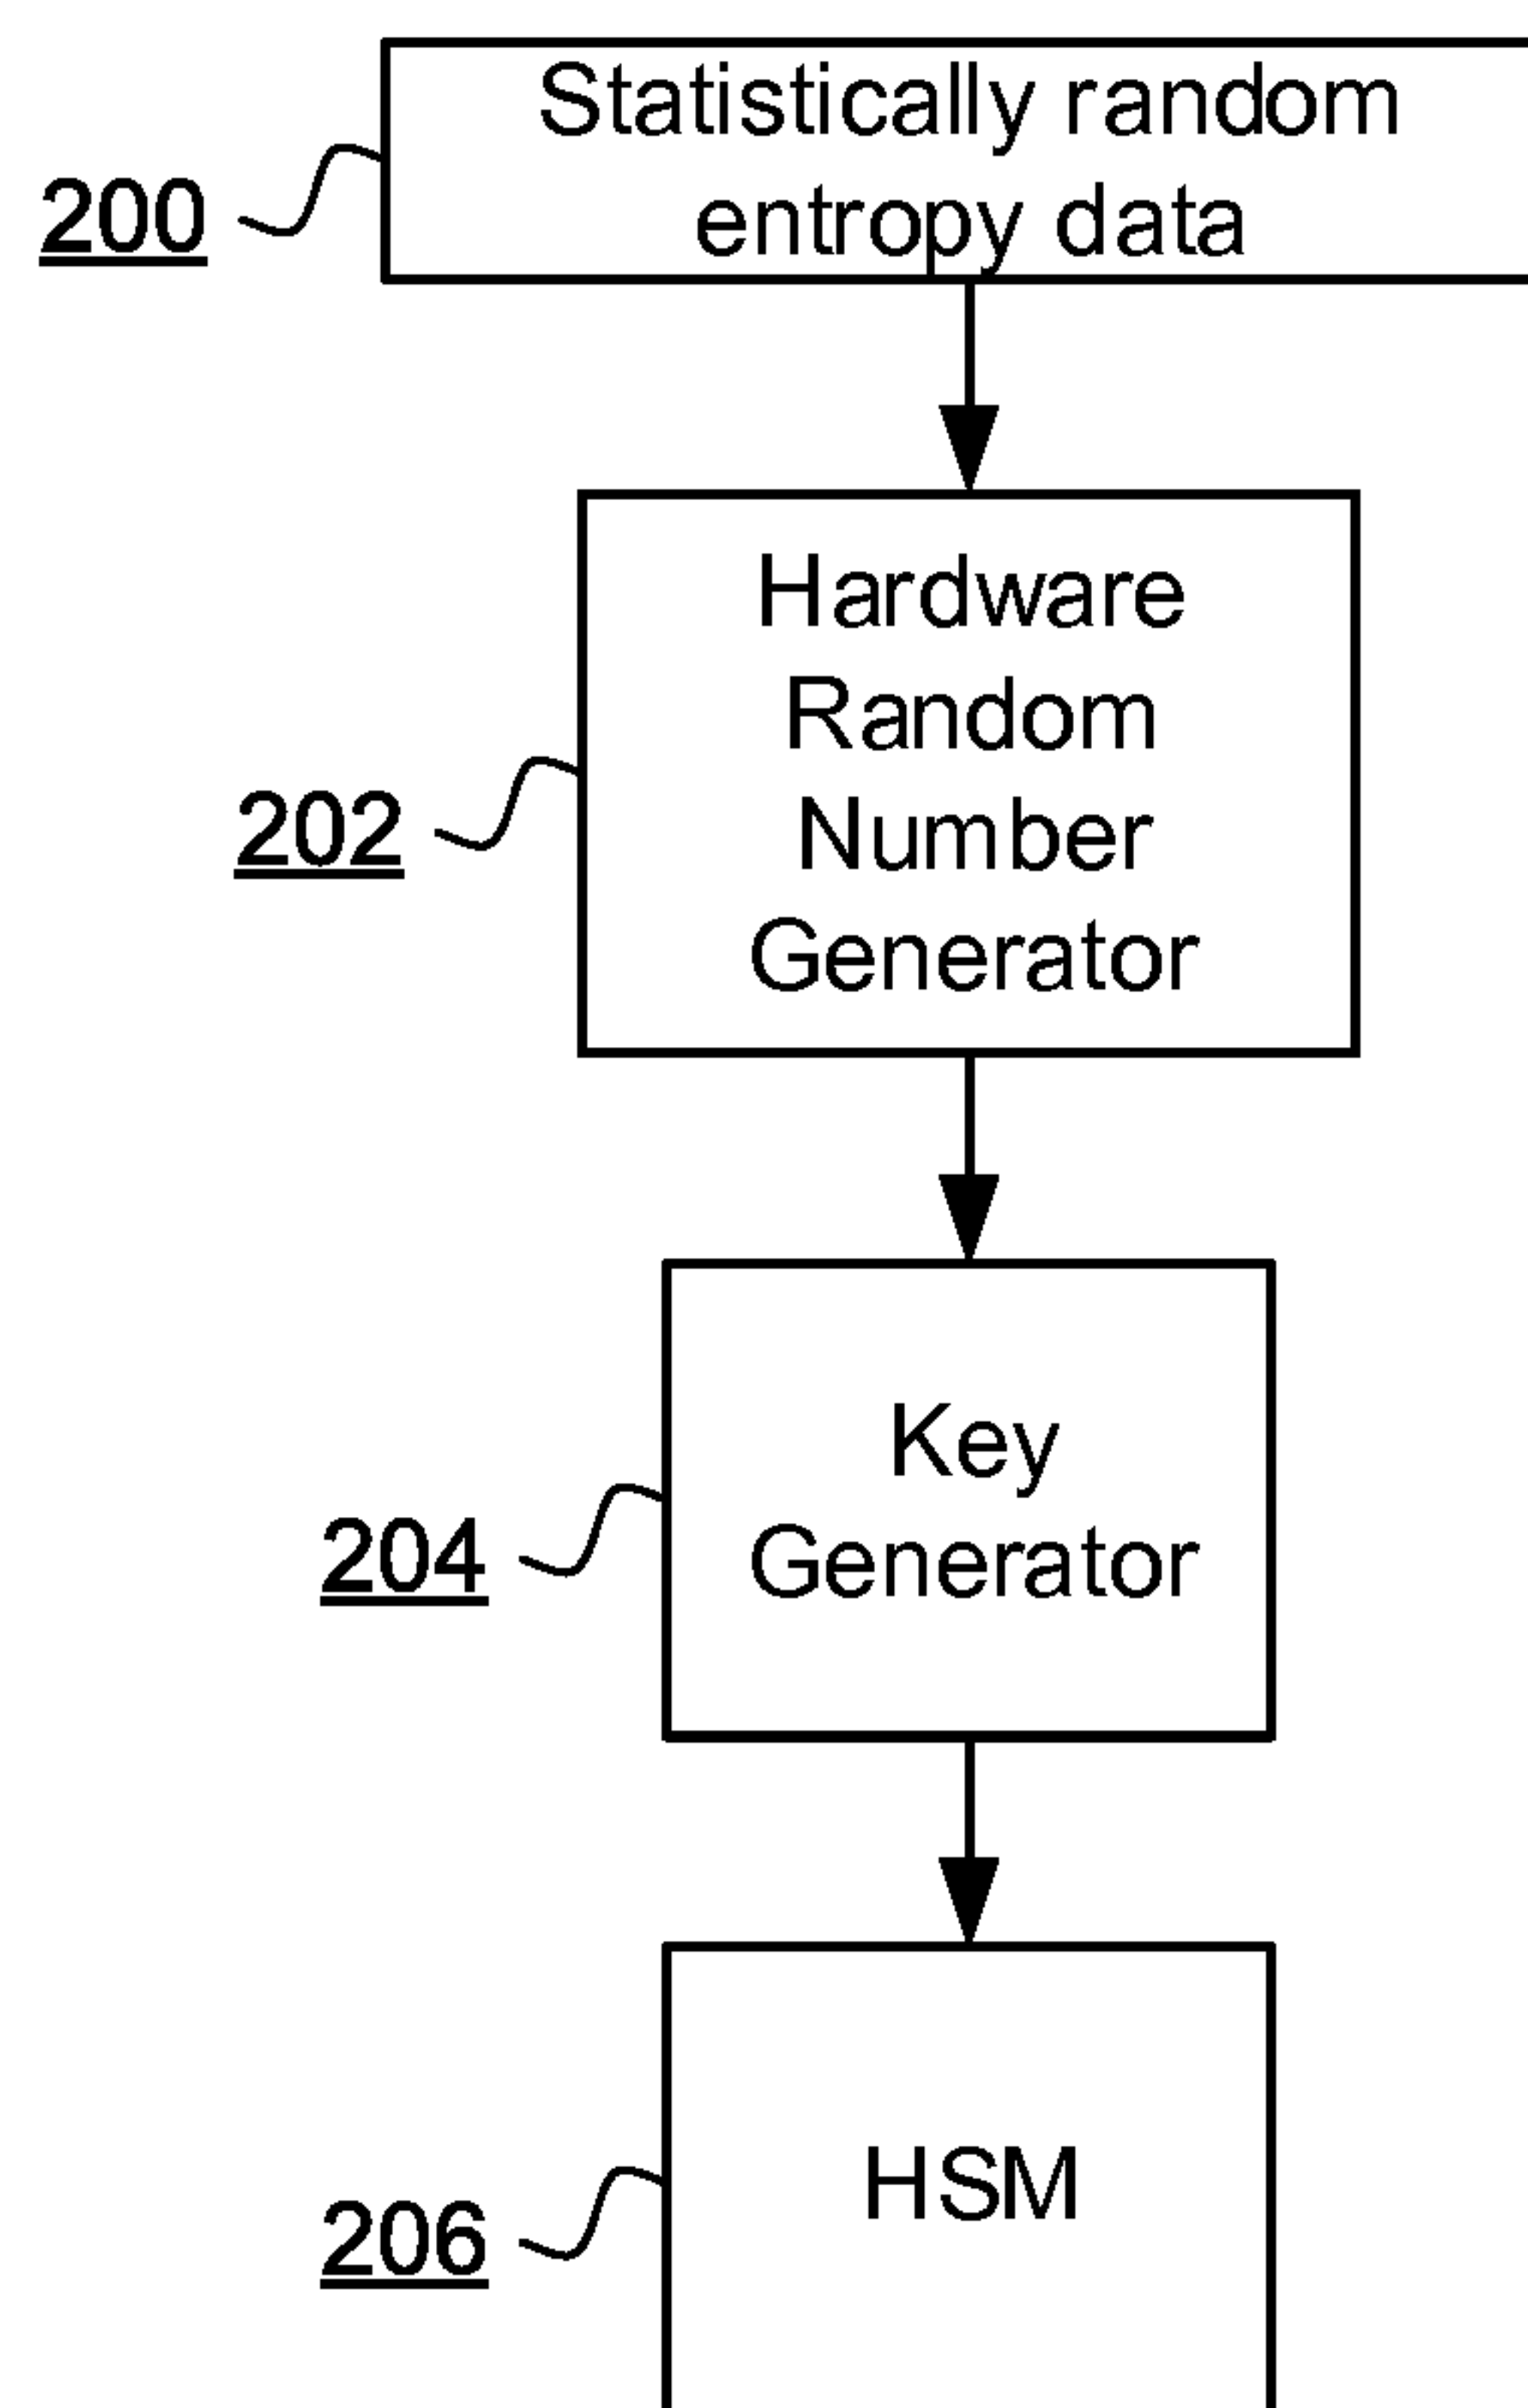 Statistically random
entropy data
200
Hardware
Random
Number
Generator
202
Key
Generator
204
HSM
206